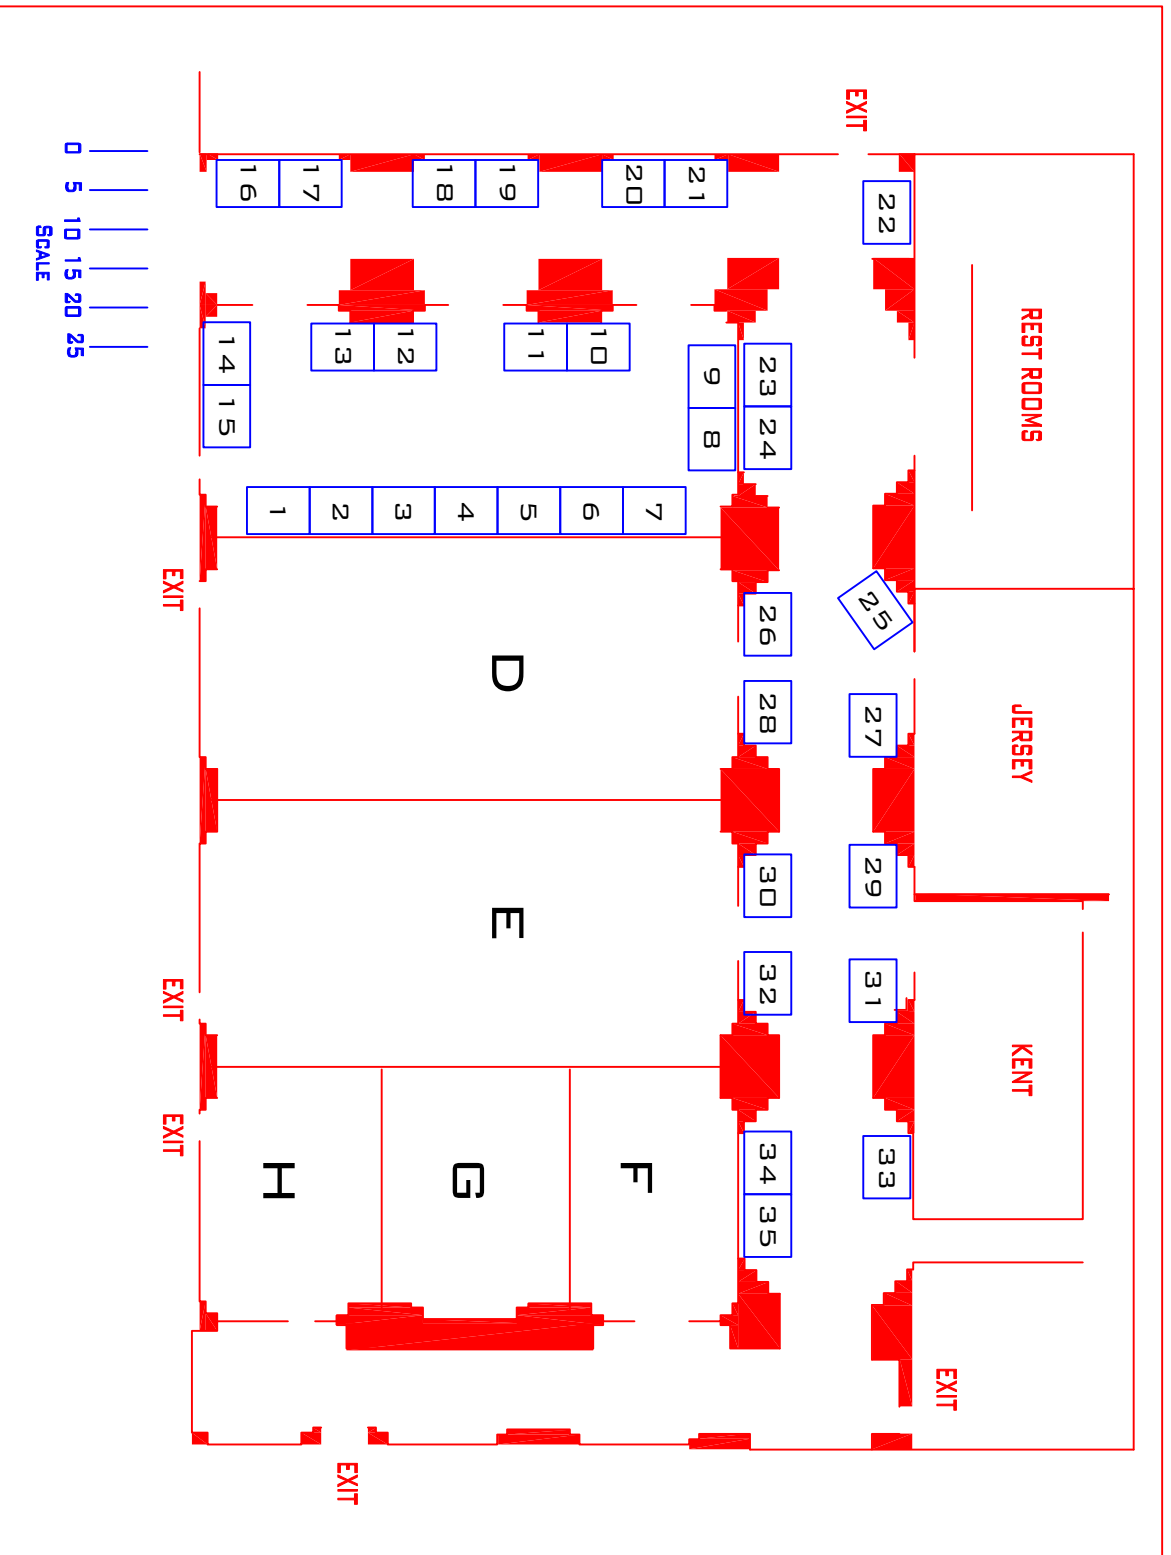 REST ROOMS JERSEY KENT
EXIT
EXIT
22 25 27 29 31 33
23 24 26 28 30 32 34 35
9 8
21
20
19
18
17
16
10
11
12
13
14 15
7
6
5
4
3
2
1
D E
F
G
H
EXIT
EXIT EXIT EXIT
0 5 10 15 20 25
SCALE